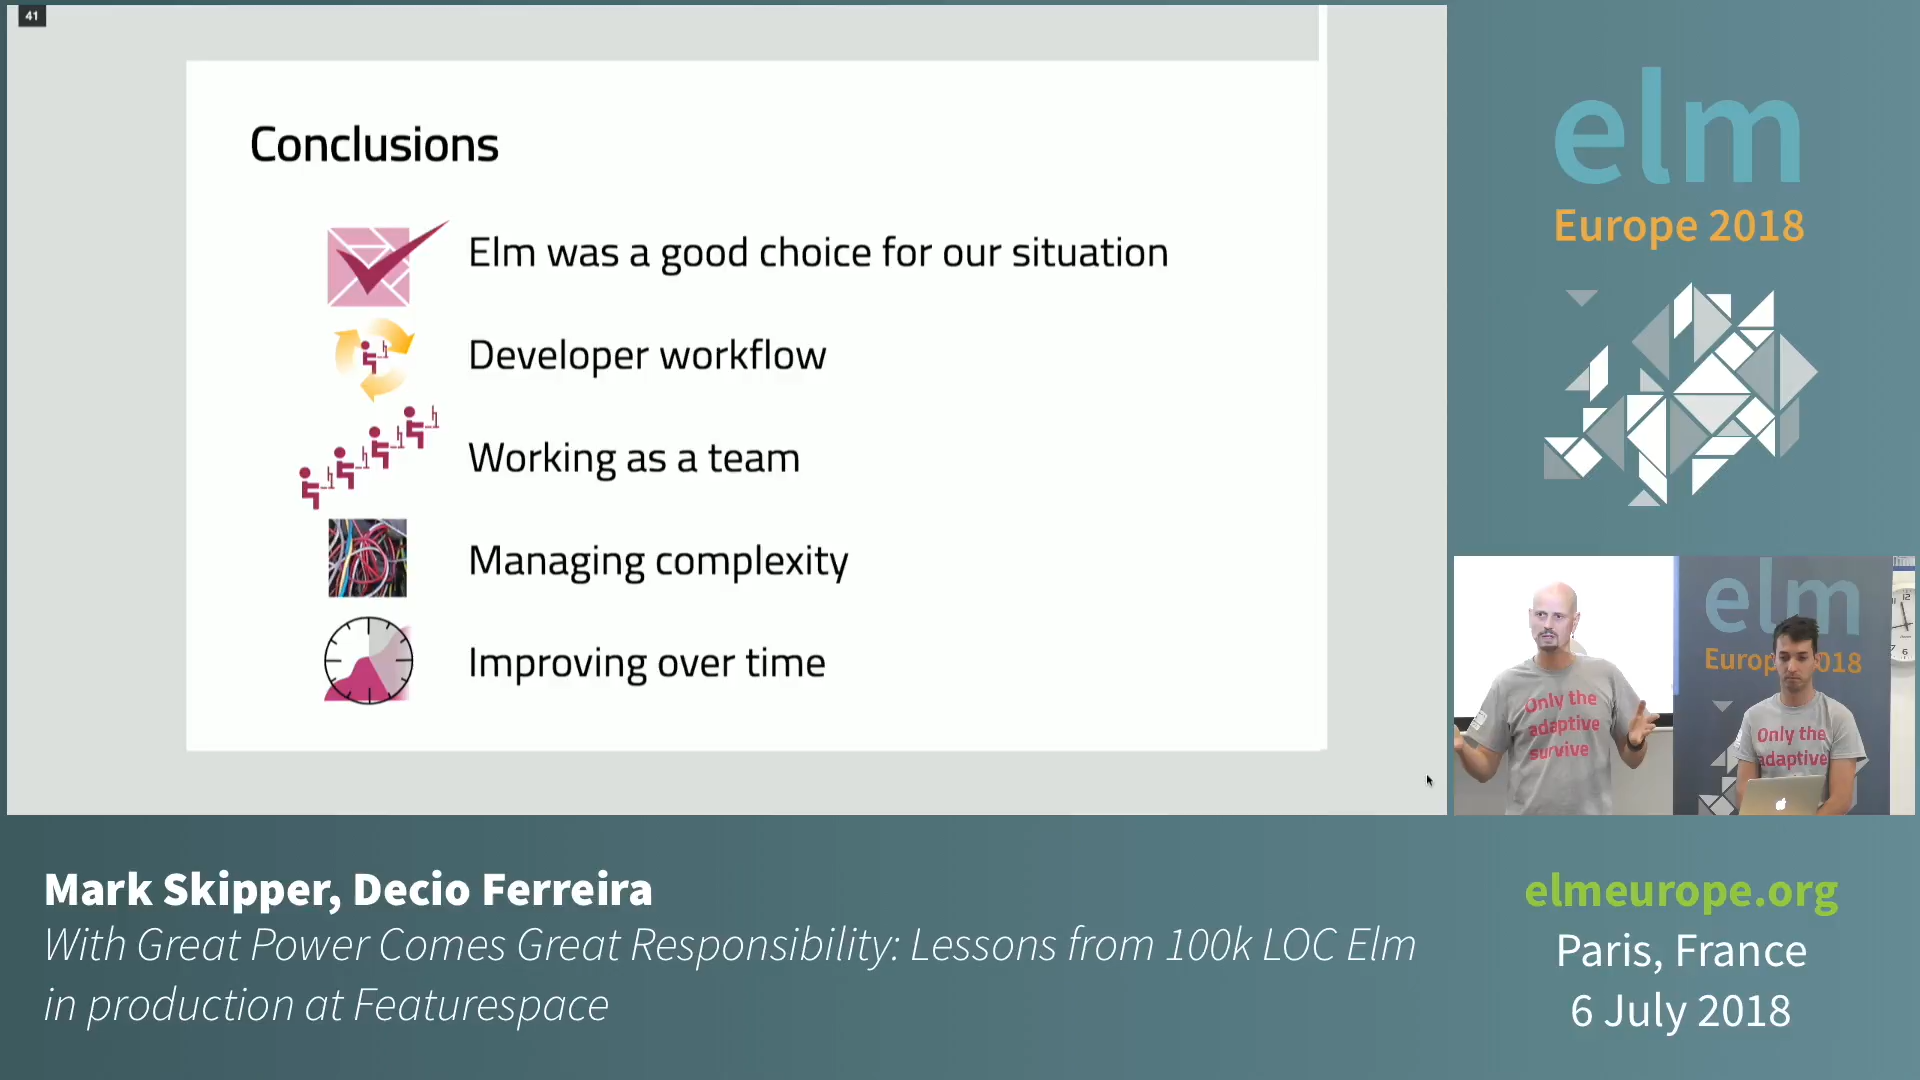 41
Conclusions
Elm was a good choice for our situation
Developer workflow
Working as a team
Managing complexity
Improving over time
elm
Europe 2018
elm
Europ 018
12
6
Only the
adaptive
survive
Only the
adaptive
Mark Skipper, Decio Ferreira
With Great Power Comes Great Responsibility: Lessons from 100k LOC Elm
in production at Featurespace
elmeurope.org
Paris, France
6 July 2018